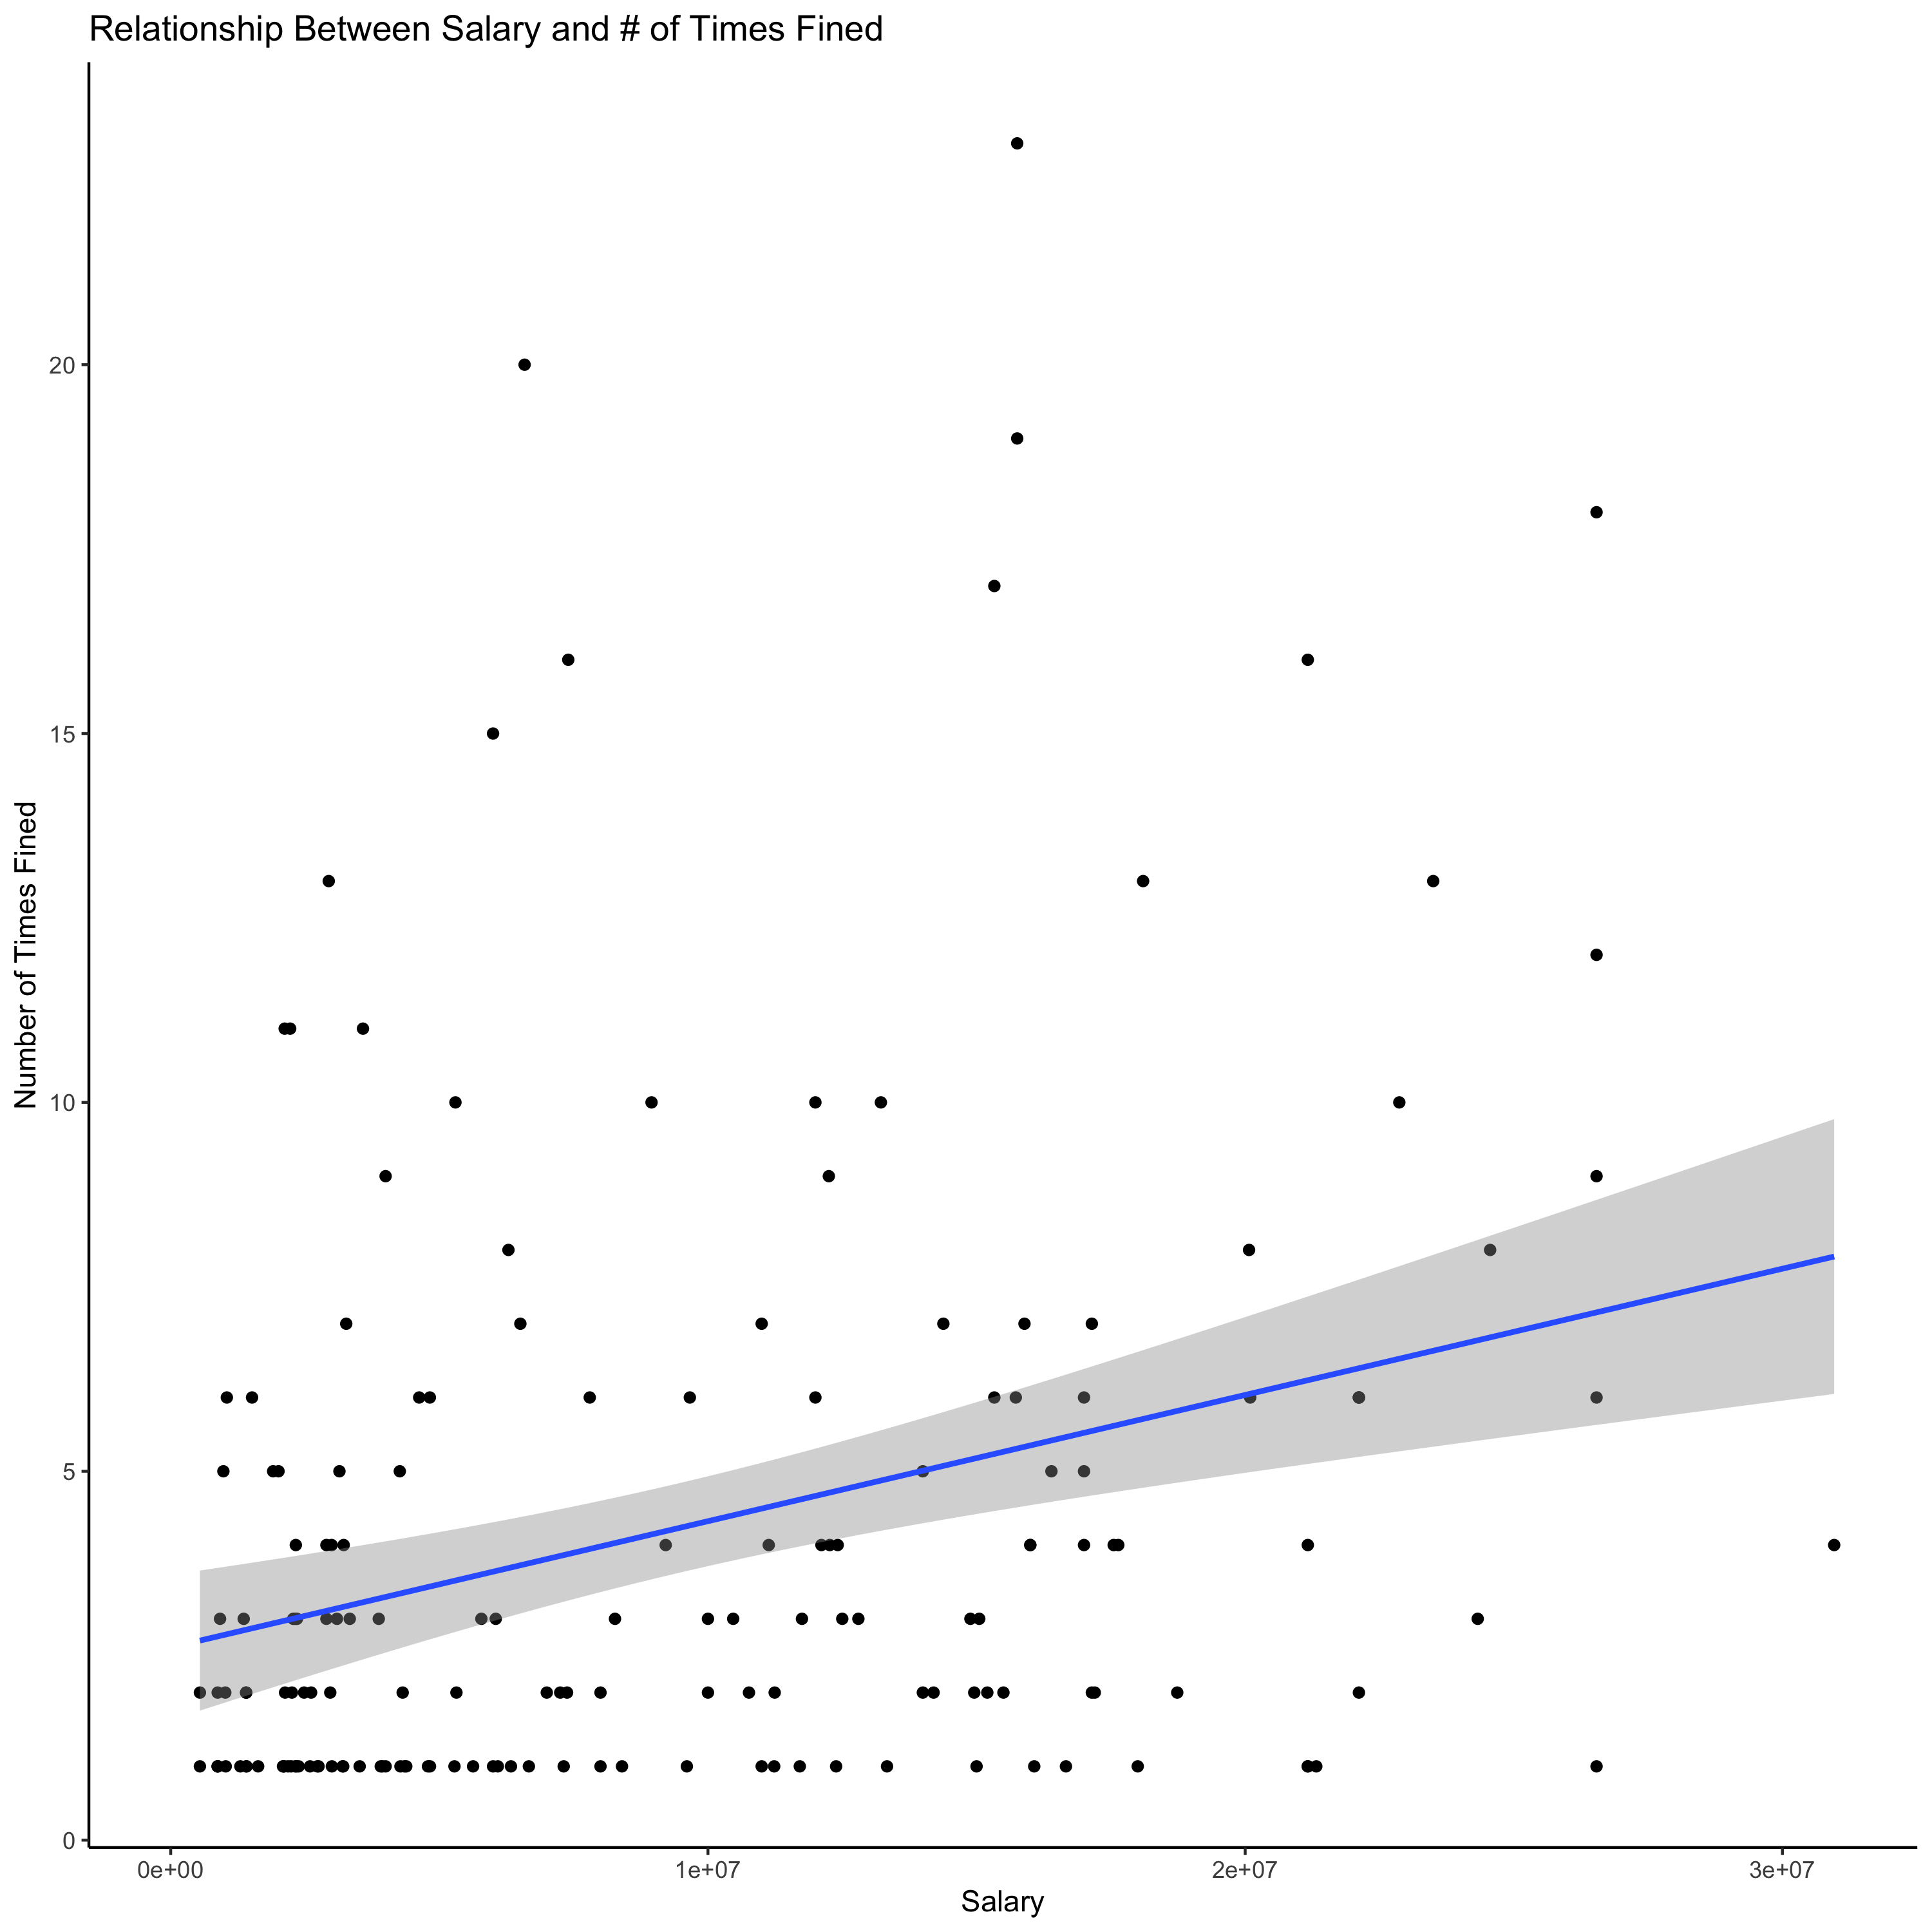 Relationship Between Salary and # of Times Fined
Number of Times Fined
20
15
10
5
0
0e+00 1e+07 2e+07 3e+07
Salary